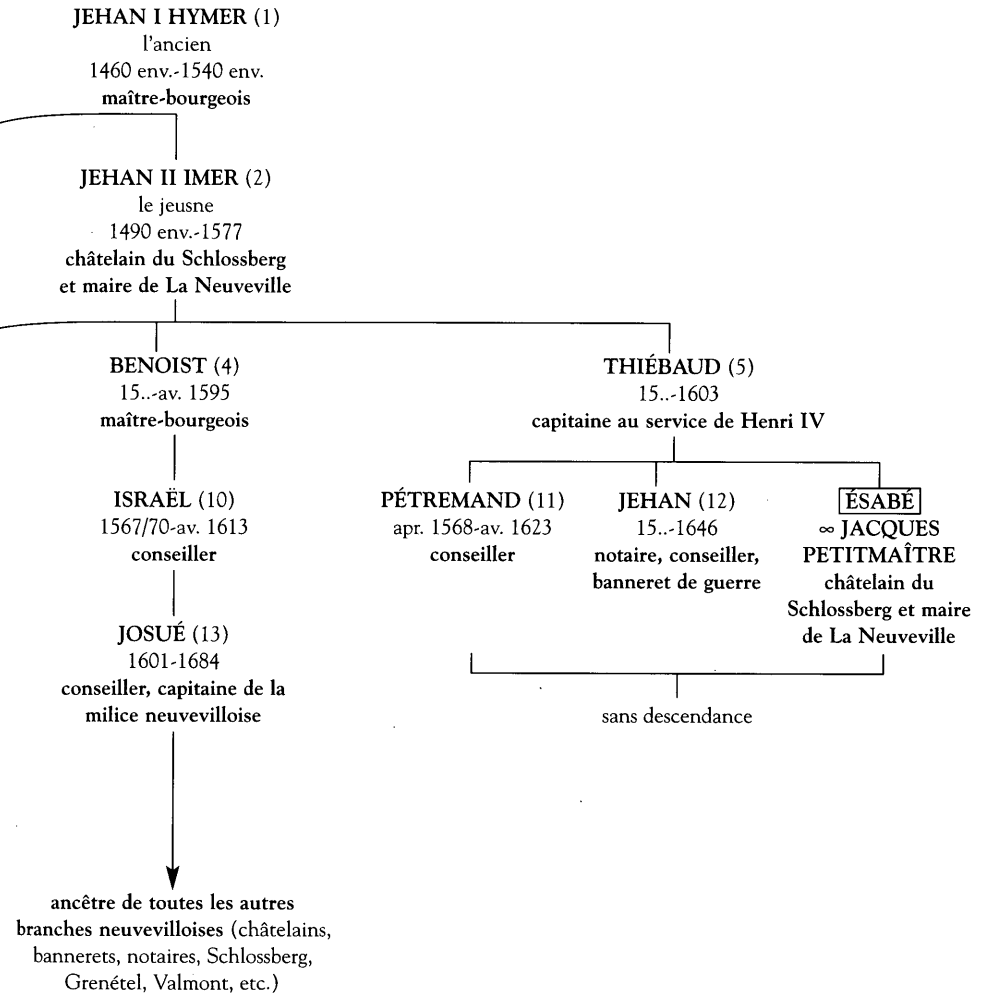 JEHAN I HYMER (1)
l'ancien
1460 env.-1540 env.
maître-bourgeois
JEHAN II IMER (2)
le jeusne
1490 env.-1577
châtelain du Schlossberg
et maire de La Neuveville
BENOIST (4)
15..-av. 1595
maître-bourgeois
THIÉBAUD (5)
15..-1603
capitaine au service de Henri IV
ISRAËL (10)
1567/70-av. 1613
conseiller
PÉTREMAND (11)
apr. 1568-av. 1623
conseiller
JEHAN (12)
15..-1646
notaire, conseiller,
banneret de guerre
ÉSABÉ
∞ JACQUES
PETITMAÎTRE
châtelain du
Schlossberg et maire
de La Neuveville
JOSUÉ (13)
1601-1684
conseiller, capitaine de la
milice neuvevilloise
sans descendance
ancêtre de toutes les autres
branches neuvevilloises (châtelains,
bannerets, notaires, Schlossberg,
Grenétel, Valmont, etc.)